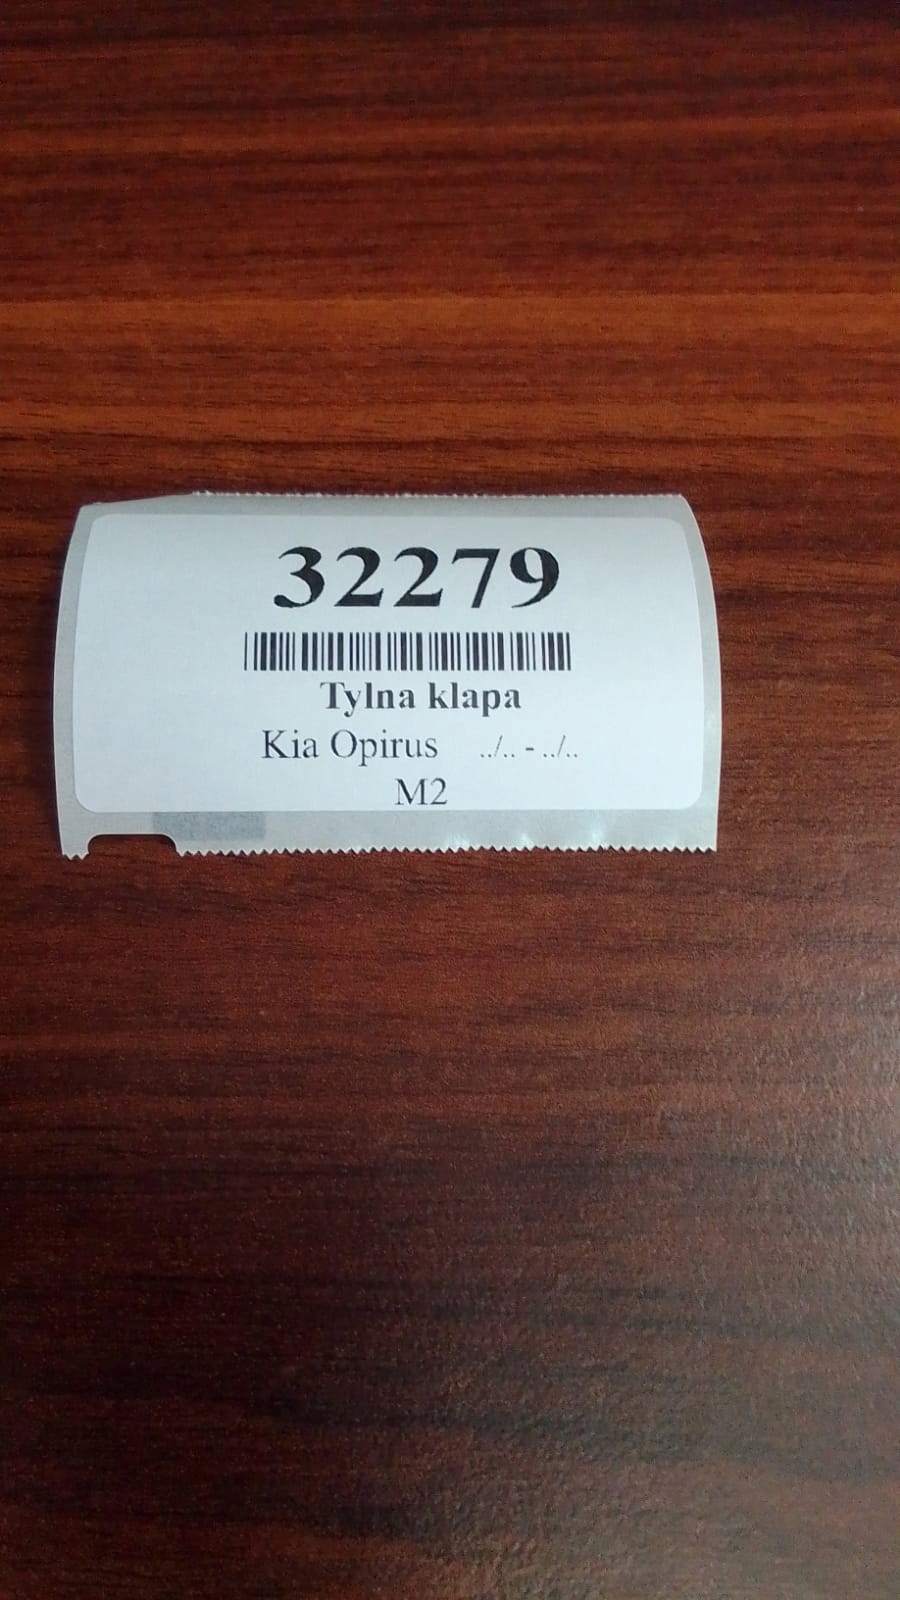 32279
Tylna klapa
Kia Opirus ../.. - ../..
M2